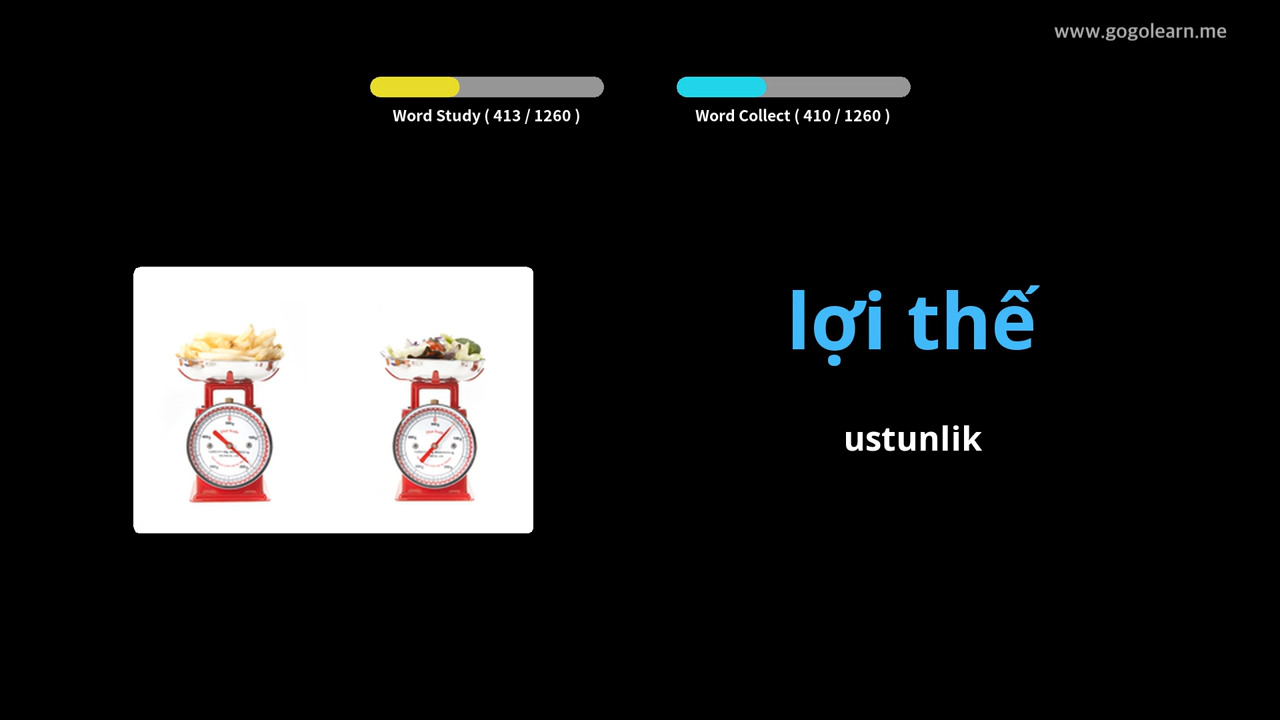 www.gogolearn.me
Word Study ( 413 / 1260 )
Word Collect ( 410 / 1260 )
lợi thế
ustunlik